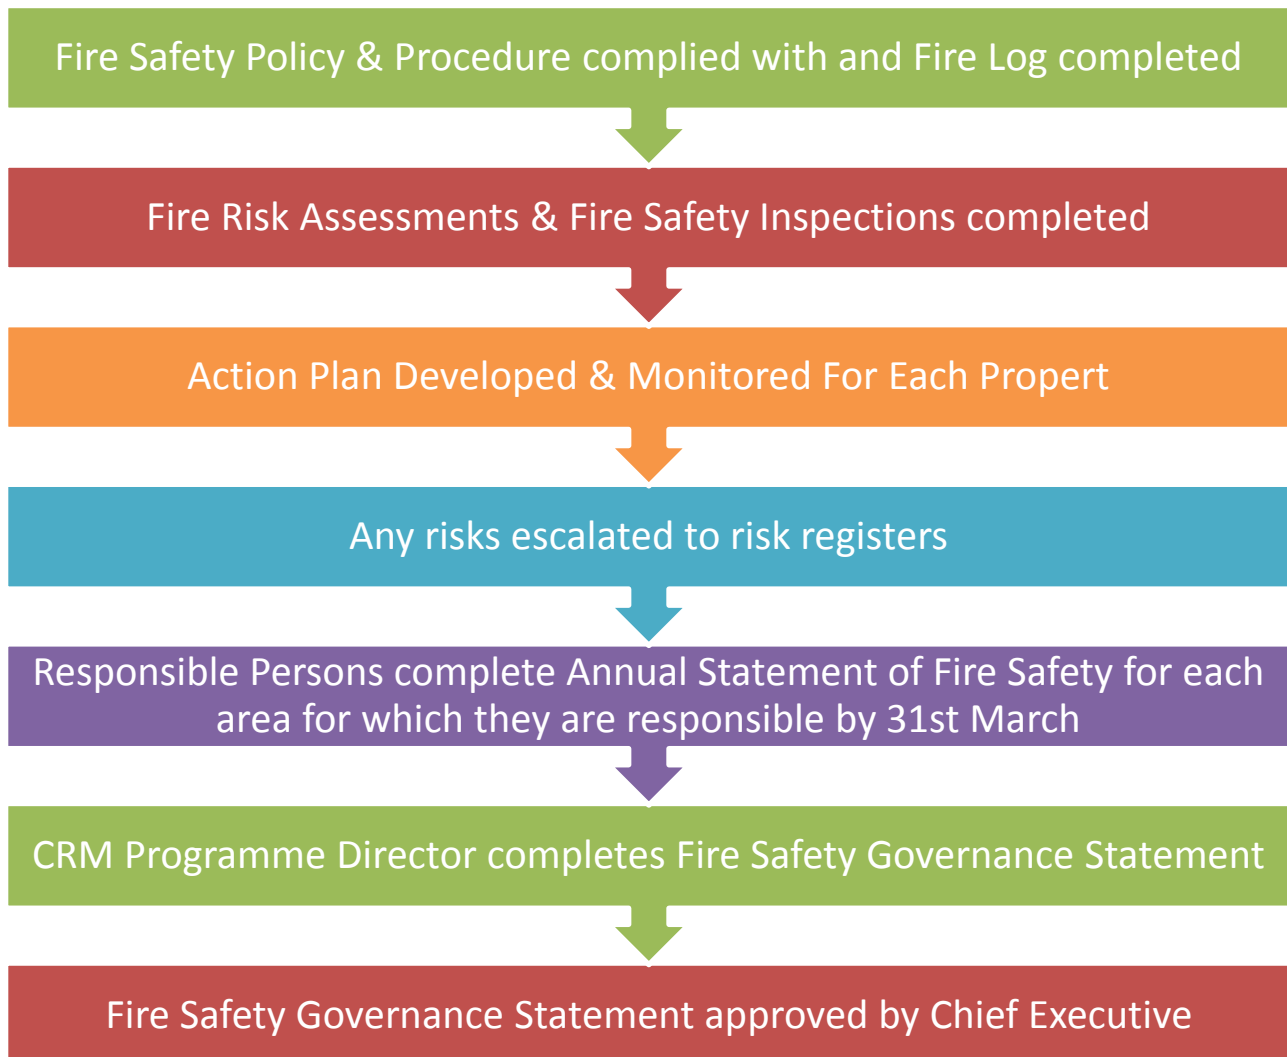 Fire Safety Policy & Procedure complied with and Fire Log completed
Fire Risk Assessments & Fire Safety Inspections completed
Action Plan Developed & Monitored For Each Propert
Any risks escalated to risk registers
Responsible Persons complete Annual Statement of Fire Safety for each
area for which they are responsible by 31st March
CRM Programme Director completes Fire Safety Governance Statement
Fire Safety Governance Statement approved by Chief Executive